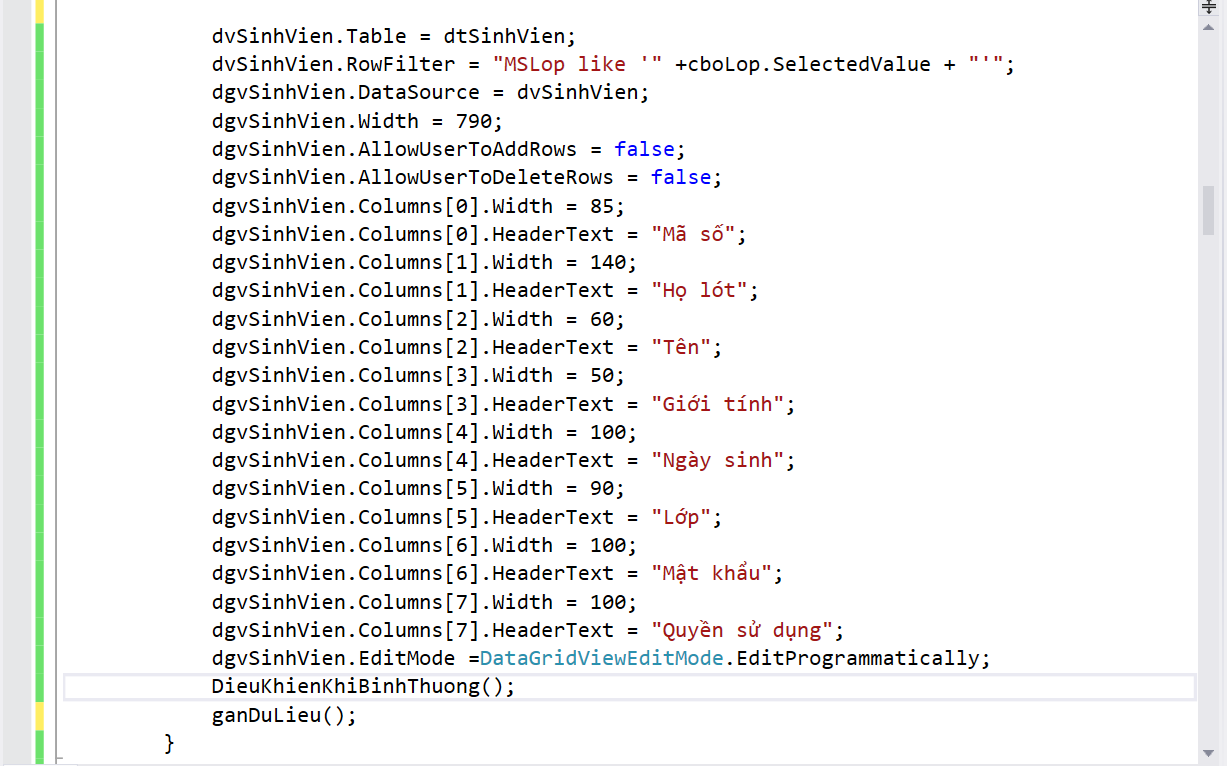 dvSinhVien.Table = dtSinhVien;
dvSinhVien.RowFilter = "MSLop like '" +cboLop.SelectedValue + "'";
dgvSinhVien.DataSource = dvSinhVien;
dgvSinhVien.Width = 790;
dgvSinhVien.AllowUserToAddRows = false;
dgvSinhVien.AllowUserToDeleteRows = false;
dgvSinhVien.Columns[0].Width = 85;
dgvSinhVien.Columns[0].HeaderText = "Mã số";
dgvSinhVien.Columns[1].Width = 140;
dgvSinhVien.Columns[1].HeaderText = "Họ lót";
dgvSinhVien.Columns[2].Width = 60;
dgvSinhVien.Columns[2].HeaderText = "Tên";
dgvSinhVien.Columns[3].Width = 50;
dgvSinhVien.Columns[3].HeaderText = "Giới tính";
dgvSinhVien.Columns[4].Width = 100;
dgvSinhVien.Columns[4].HeaderText = "Ngày sinh";
dgvSinhVien.Columns[5].Width = 90;
dgvSinhVien.Columns[5].HeaderText = "Lớp";
dgvSinhVien.Columns[6].Width = 100;
dgvSinhVien.Columns[6].HeaderText = "Mật khẩu";
dgvSinhVien.Columns[7].Width = 100;
dgvSinhVien.Columns[7].HeaderText = "Quyền sử dụng";
dgvSinhVien.EditMode =DataGridViewEditMode.EditProgrammatically;
DieuKhienKhiBinhThuong();
ganDuLieu();
}